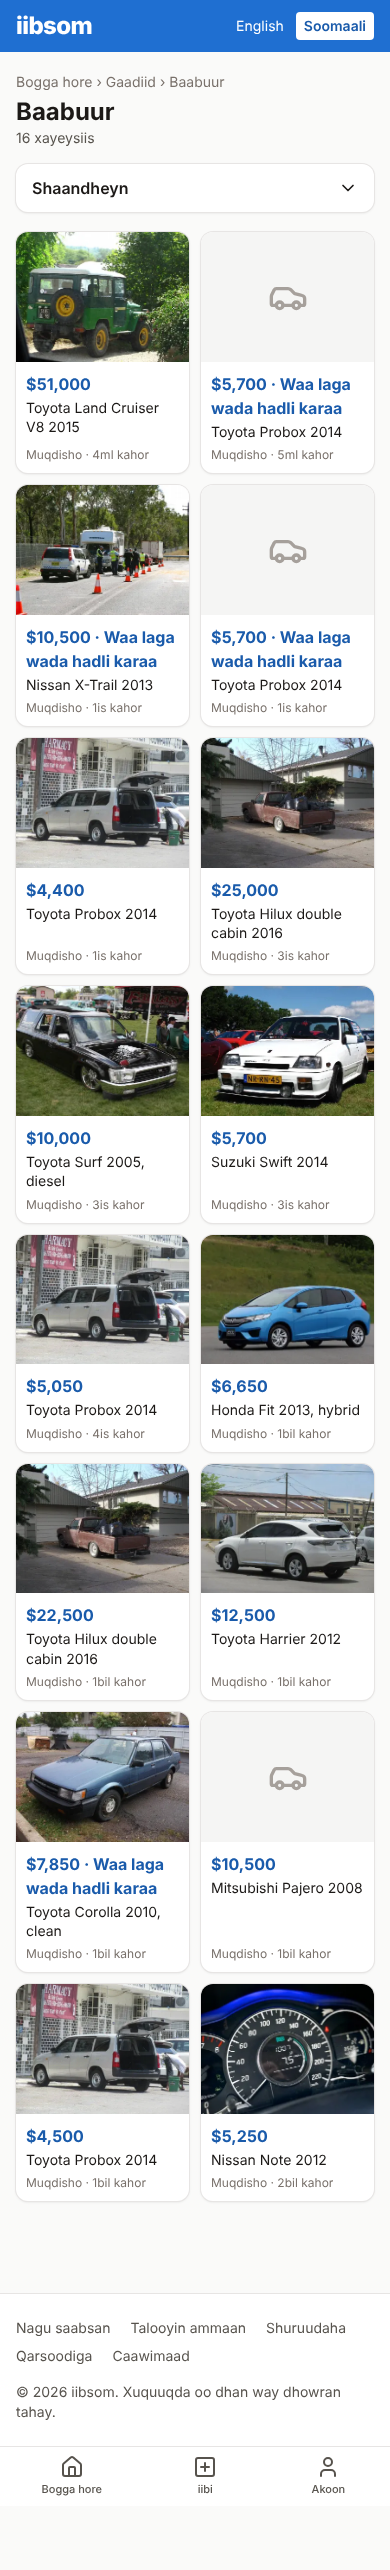 iibsom
English Soomaali
Bogga hore › Gaadiid › Baabuur
Baabuur
16 xayeysiis
Shaandheyn
$51,000
Toyota Land Cruiser
V8 2015
Muqdisho · 4ml kahor
$5,700 · Waa laga
wada hadli karaa
Toyota Probox 2014
Muqdisho · 5ml kahor
$10,500 · Waa laga
wada hadli karaa
Nissan X-Trail 2013
Muqdisho · 1is kahor
$5,700 · Waa laga
wada hadli karaa
Toyota Probox 2014
Muqdisho · 1is kahor
$4,400
Toyota Probox 2014
Muqdisho · 1is kahor
$25,000
Toyota Hilux double
cabin 2016
Muqdisho · 3is kahor
$10,000
Toyota Surf 2005,
diesel
Muqdisho · 3is kahor
$5,700
Suzuki Swift 2014
Muqdisho · 3is kahor
$5,050
Toyota Probox 2014
Muqdisho · 4is kahor
$6,650
Honda Fit 2013, hybrid
Muqdisho · 1bil kahor
$22,500
Toyota Hilux double
cabin 2016
Muqdisho · 1bil kahor
$12,500
Toyota Harrier 2012
Muqdisho · 1bil kahor
$7,850 · Waa laga
wada hadli karaa
Toyota Corolla 2010,
clean
Muqdisho · 1bil kahor
$10,500
Mitsubishi Pajero 2008
Muqdisho · 1bil kahor
$4,500
Toyota Probox 2014
Muqdisho · 1bil kahor
$5,250
Nissan Note 2012
Muqdisho · 2bil kahor
Nagu saabsan Talooyin ammaan Shuruudaha
Qarsoodiga Caawimaad
© 2026 iibsom. Xuquuqda oo dhan way dhowran
tahay.
Bogga hore iibi Akoon